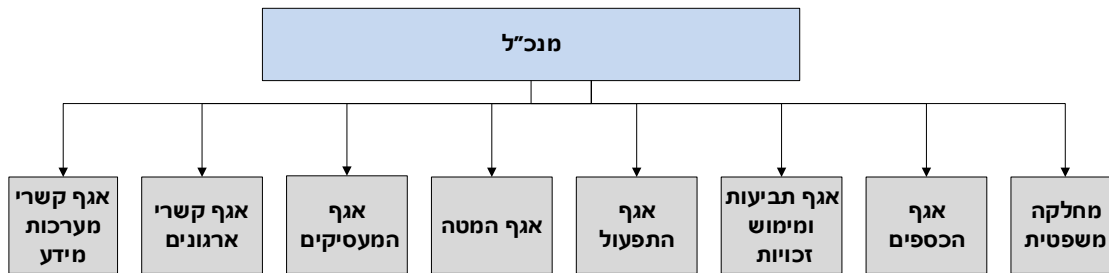 מנכ״ל
מחלקה
משפטית
אגף
הכספים
אגף תביעות
ומימוש
זכויות
אגף
התפעול
אגף המטה
אגף
המעסיקים
אגף קשרי
ארגונים
אגף קשרי
מערכות
מידע